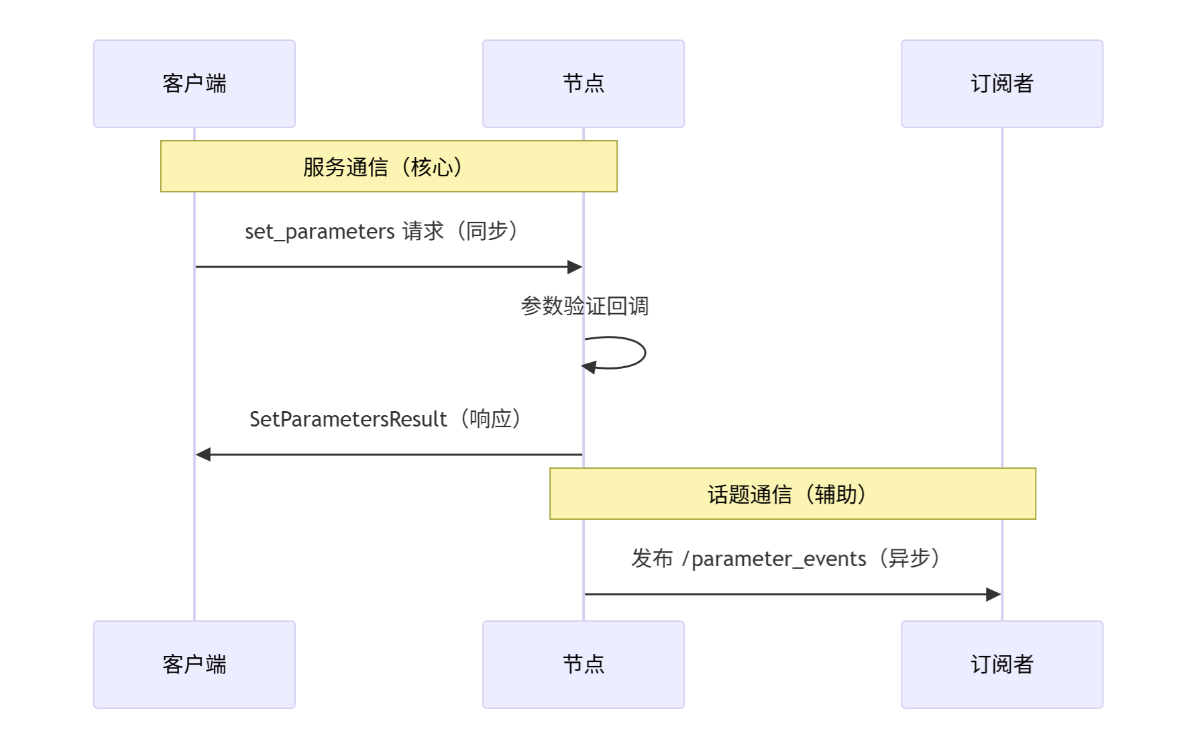 客户端
节点
订阅者
服务通信（核心）
set_parameters 请求（同步）
参数验证回调
SetParametersResult（响应）
话题通信（辅助）
发布 /parameter_events（异步）
客户端
节点
订阅者